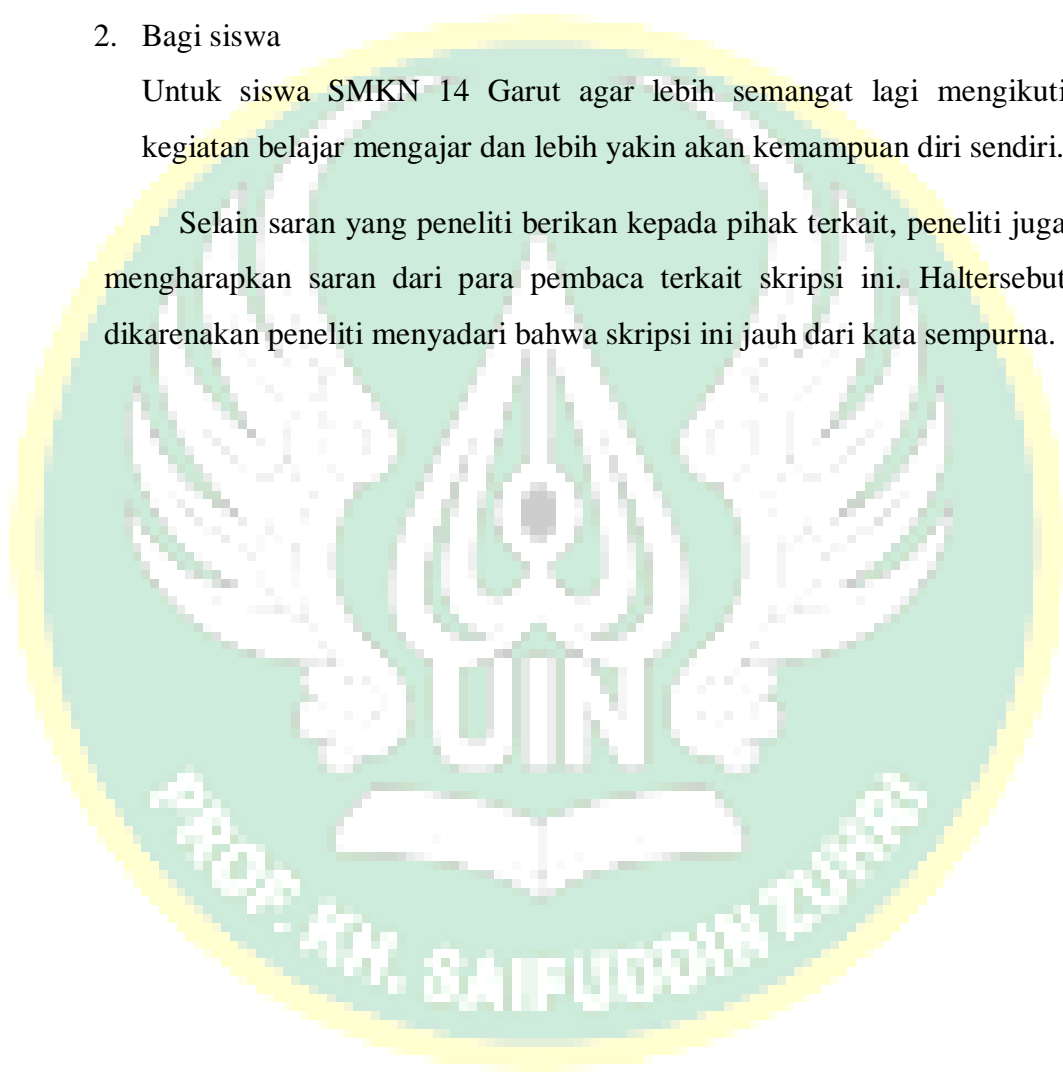 2. Bagi siswa
Untuk siswa SMKN 14 Garut agar lebih semangat lagi mengikuti
kegiatan belajar mengajar dan lebih yakin akan kemampuan diri sendiri.
Selain saran yang peneliti berikan kepada pihak terkait, peneliti juga
mengharapkan saran dari para pembaca terkait skripsi ini. Haltersebut
dikarenakan peneliti menyadari bahwa skripsi ini jauh dari kata sempurna.
UIN
PROF. KH. SAIFUDDIN ZUHRI